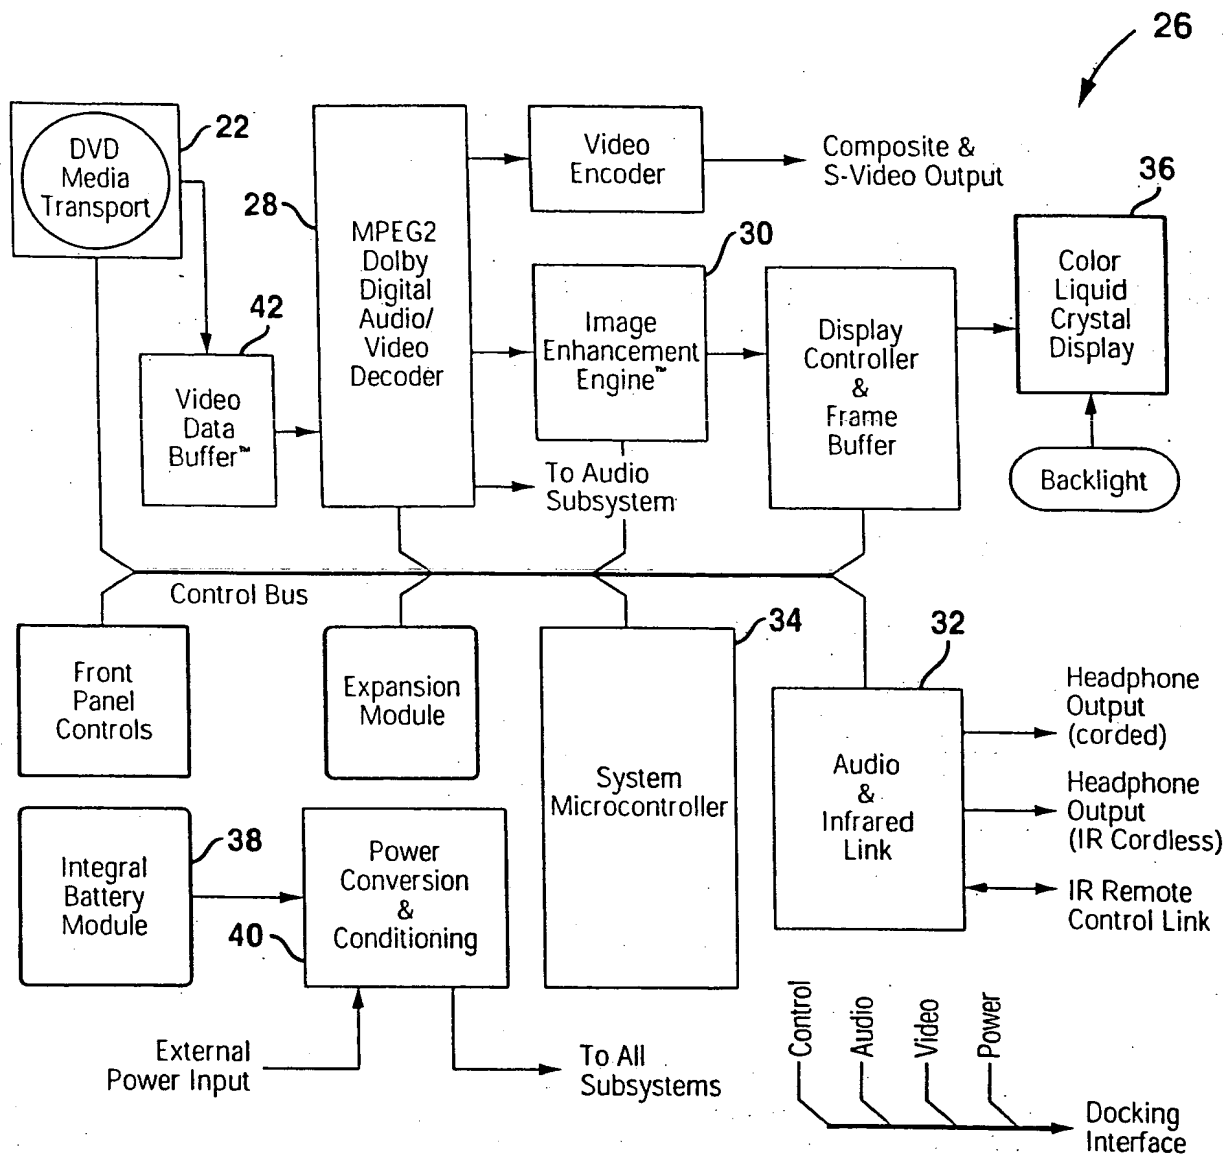 26
DVD
Media
Transport
22
28
MPEG2
Dolby
Digital
Audio/
Video
Decoder
Video
Encoder
Composite &
S-Video Output
36
Color
Liquid
Crystal
Display
30
Image
Enhancement
Engine™
Display
Controller
&
Frame
Buffer
42
Video
Data
Buffer™
To Audio
Subsystem
Backlight
Control Bus
Front
Panel
Controls
Expansion
Module
34
System
Microcontroller
32
Audio
&
Infrared
Link
Headphone
Output
(corded)
Headphone
Output
(IR Cordless)
IR Remote
Control Link
38
Integral
Battery
Module
40
Power
Conversion
&
Conditioning
External
Power Input
To All
Subsystems
Control
Audio
Video
Power
Docking
Interface